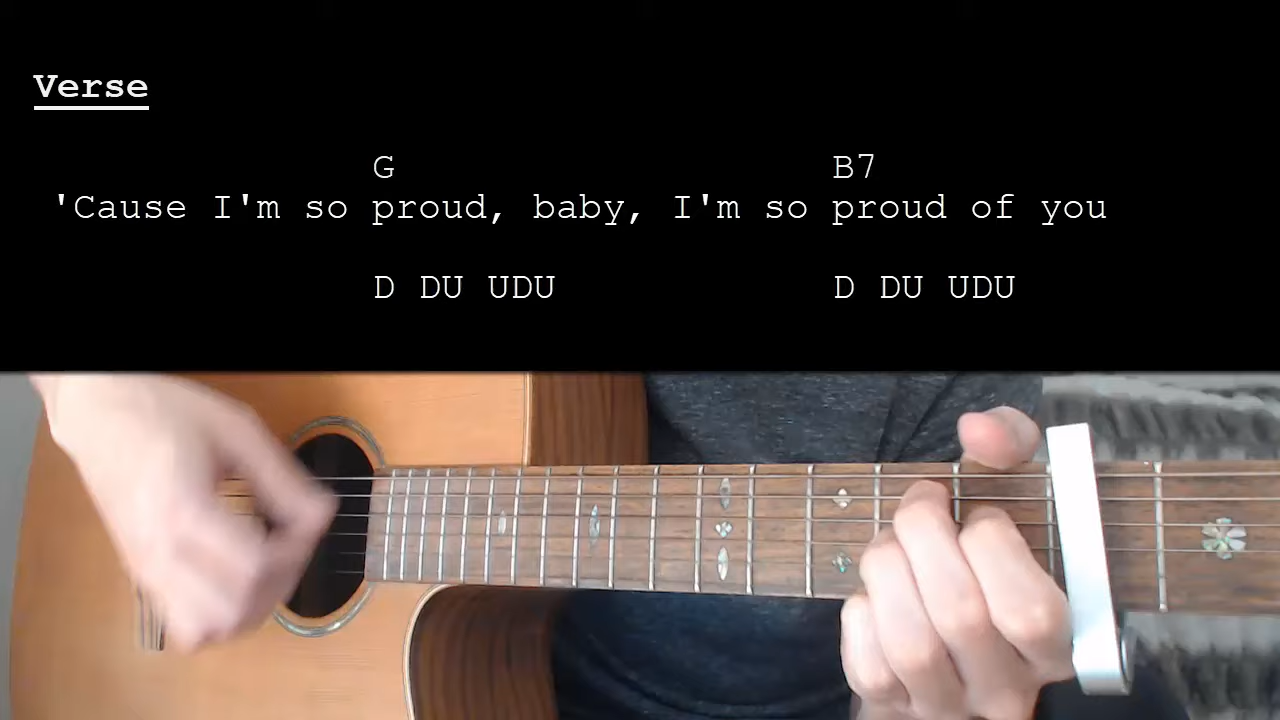 Verse
G B7
'Cause I'm so proud, baby, I'm so proud of you
D DU UDU D DU UDU